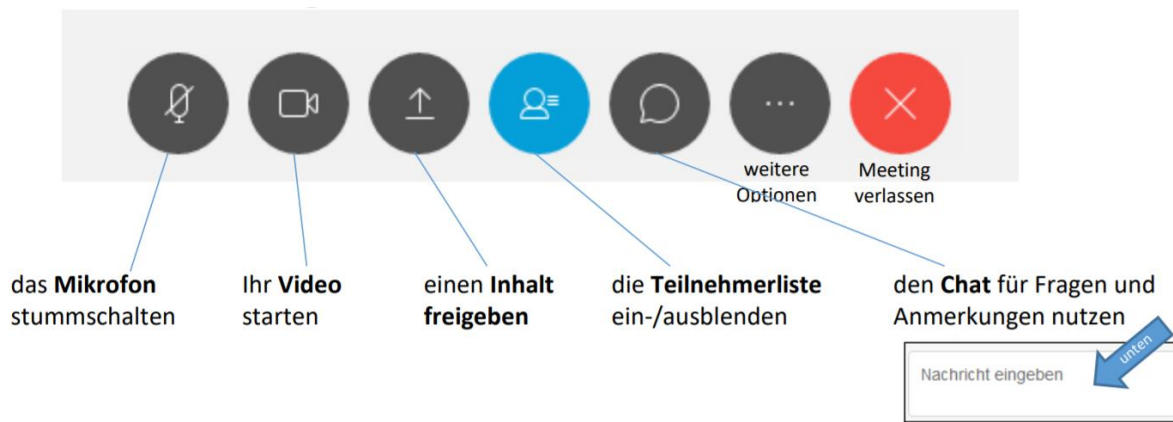 weitere
Optionen
Meeting
verlassen
das Mikrofon
stummschalten
Ihr Video
starten
einen Inhalt
freigeben
die Teilnehmerliste
ein-/ausblenden
den Chat für Fragen und
Anmerkungen nutzen
unten
Nachricht eingeben